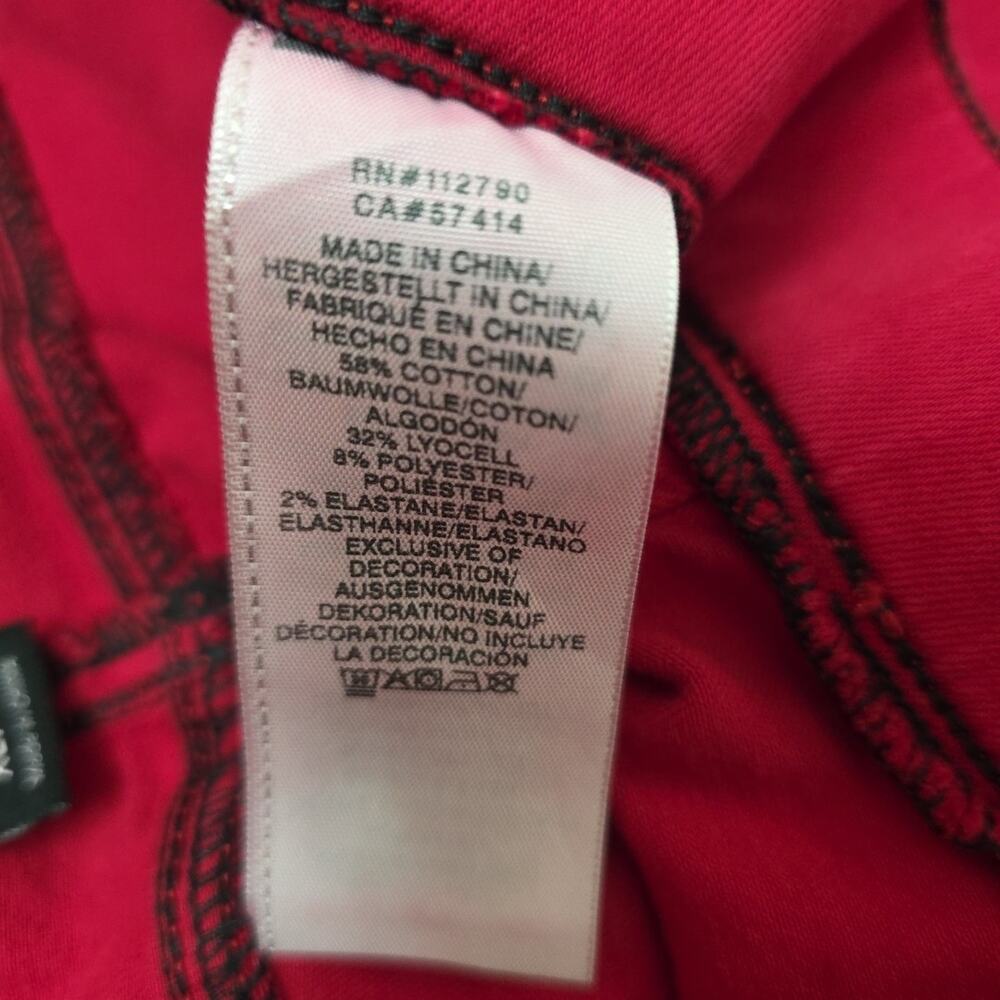 RN#112790
CA#57414
MADE IN CHINA/
HERGESTELLT IN CHINA/
FABRIQUÉ EN CHINE/
HECHO EN CHINA
58% COTTON/
BAUMWOLLE/COTON/
ALGODÓN
32% LYOCELL
8% POLYESTER/
POLIÉSTER
2% ELASTANE/ELASTAN/
ÉLASTHANNE/ELASTANO
EXCLUSIVE OF
DECORATION/
AUSGENOMMEN
DEKORATION/SAUF
DÉCORATION/NO INCLUYE
LA DECORACIÓN